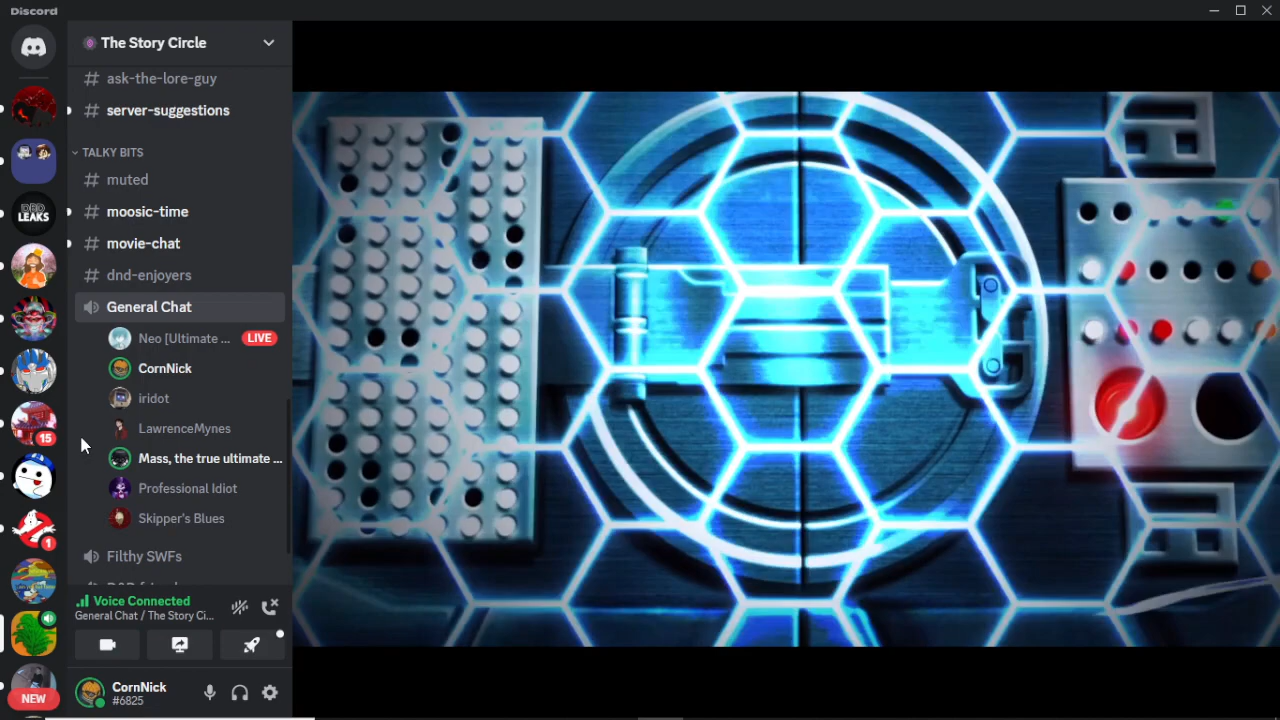 Discord
The Story Circle
ask-the-lore-guy
server-suggestions
TALKY BITS
muted
moosic-time
movie-chat
dnd-enjoyers
General Chat
Neo [Ultimate ...
LIVE
CornNick
iridot
LawrenceMynes
Mass, the true ultimate ...
Professional Idiot
Skipper's Blues
Filthy SWFs
Voice Connected
General Chat / The Story Ci...
CornNick
#6825
LEAKS
15
1
NEW